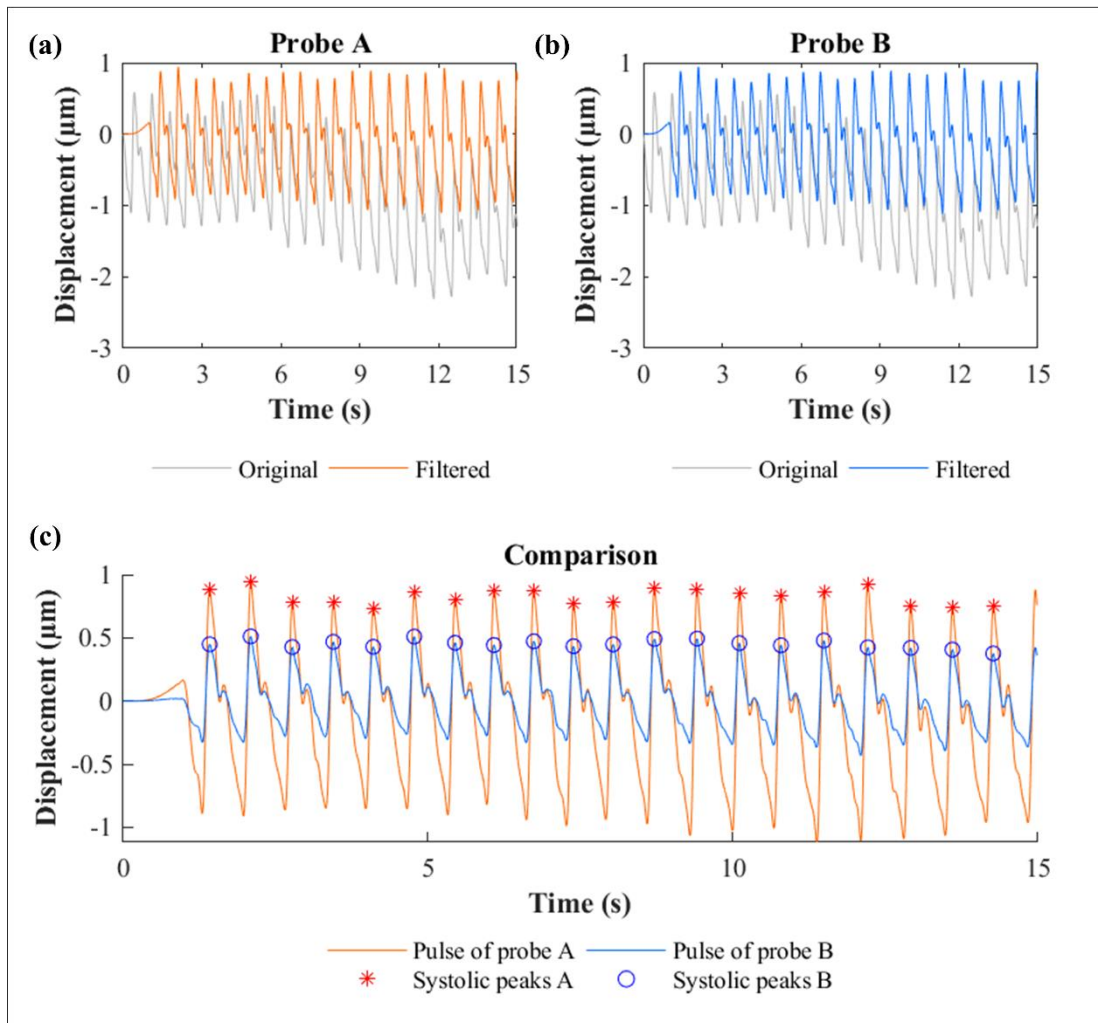 (a)
Probe A
Displacement (μm)
1
0
-1
-2
-3
0 3 6 9 12 15
Time (s)
Original Filtered
(b)
Probe B
Displacement (μm)
1
0
-1
-2
-3
0 3 6 9 12 15
Time (s)
Original Filtered
(c)
Comparison
Displacement (μm)
1
0.5
0
-0.5
-1
0 5 10 15
Time (s)
Pulse of probe A Pulse of probe B
Systolic peaks A Systolic peaks B